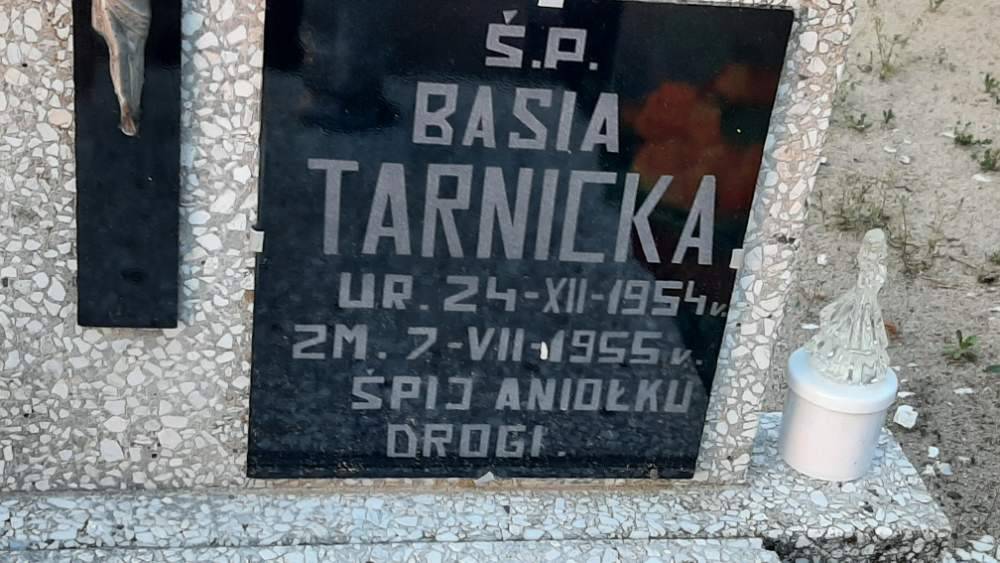 Ś.P.
BASIA
TARNICKA.
UR. 24-XII-1954 r.
ZM. 7-VII-1955 r.
ŚPIJ ANIOŁKU
DROGI.